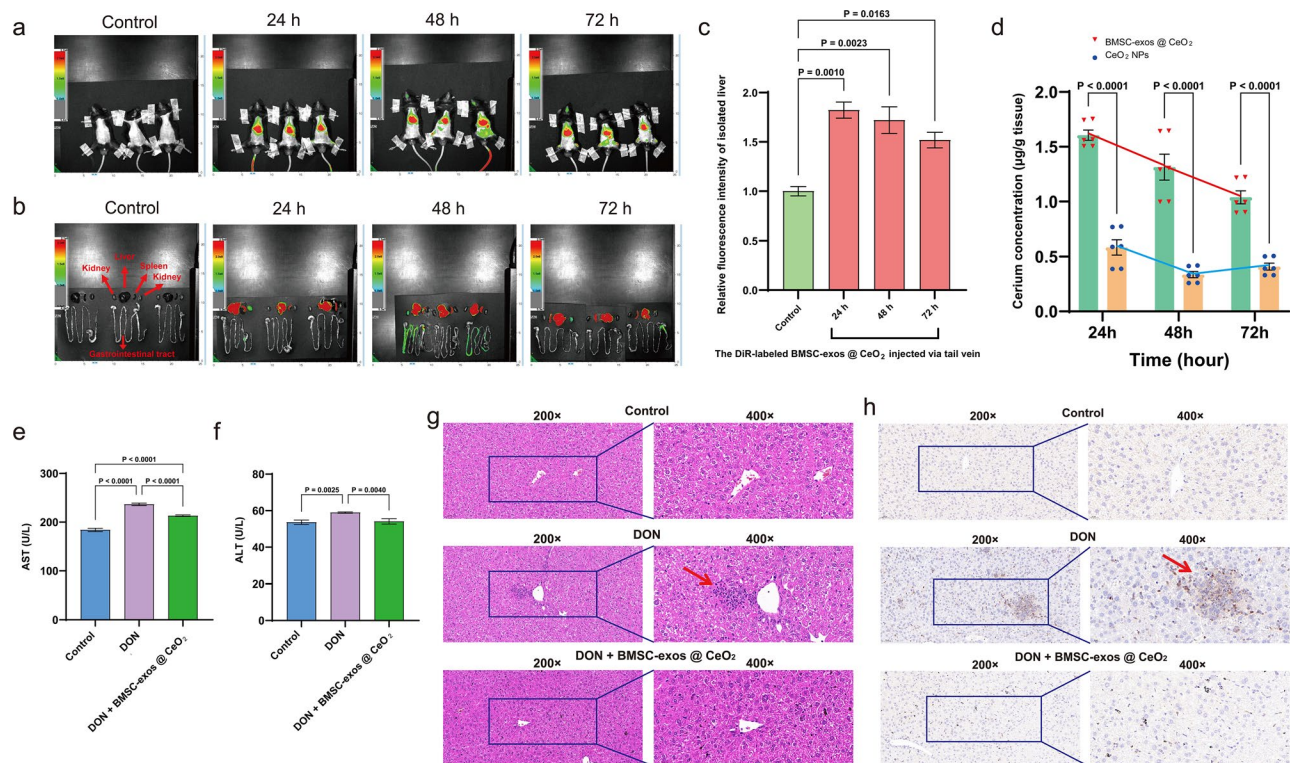 a
Control
24 h
48 h
72 h
b
Control
24 h
48 h
72 h
Kidney
Spleen
Kidney
Gastrointestinal tract
c
P = 0.0163
P = 0.0023
P = 0.0010
Relative fluorescence intensity of isolated liver
2.0
1.5
1.0
1.5
0.0
Control
24 h
48 h
72 h
The DiR-labeled BMSC-exos @ CeO₂ injected via tail vein
d
BMSC-exos @ CeO₂
CeO₂ NPs
P < 0.0001
P < 0.0001
P < 0.0001
Cerium concentration (μg/g tissue)
2.0
1.5
1.0
0.5
0.0
24h
48h
72h
Time (hour)
e
P < 0.0001
P < 0.0001
P < 0.0001
AST (U/L)
300
200
100
0
Control
DON
DON + BMSC-exos @ CeO₂
f
P = 0.0025
P = 0.0040
ALT (U/L)
80
60
40
20
0
Control
DON
DON + BMSC-exos @ CeO₂
g
Control
200×
400×
DON
200×
400×
DON + BMSC-exos @ CeO₂
200×
400×
h
Control
200×
400×
DON
200×
400×
DON + BMSC-exos @ CeO₂
200×
400×